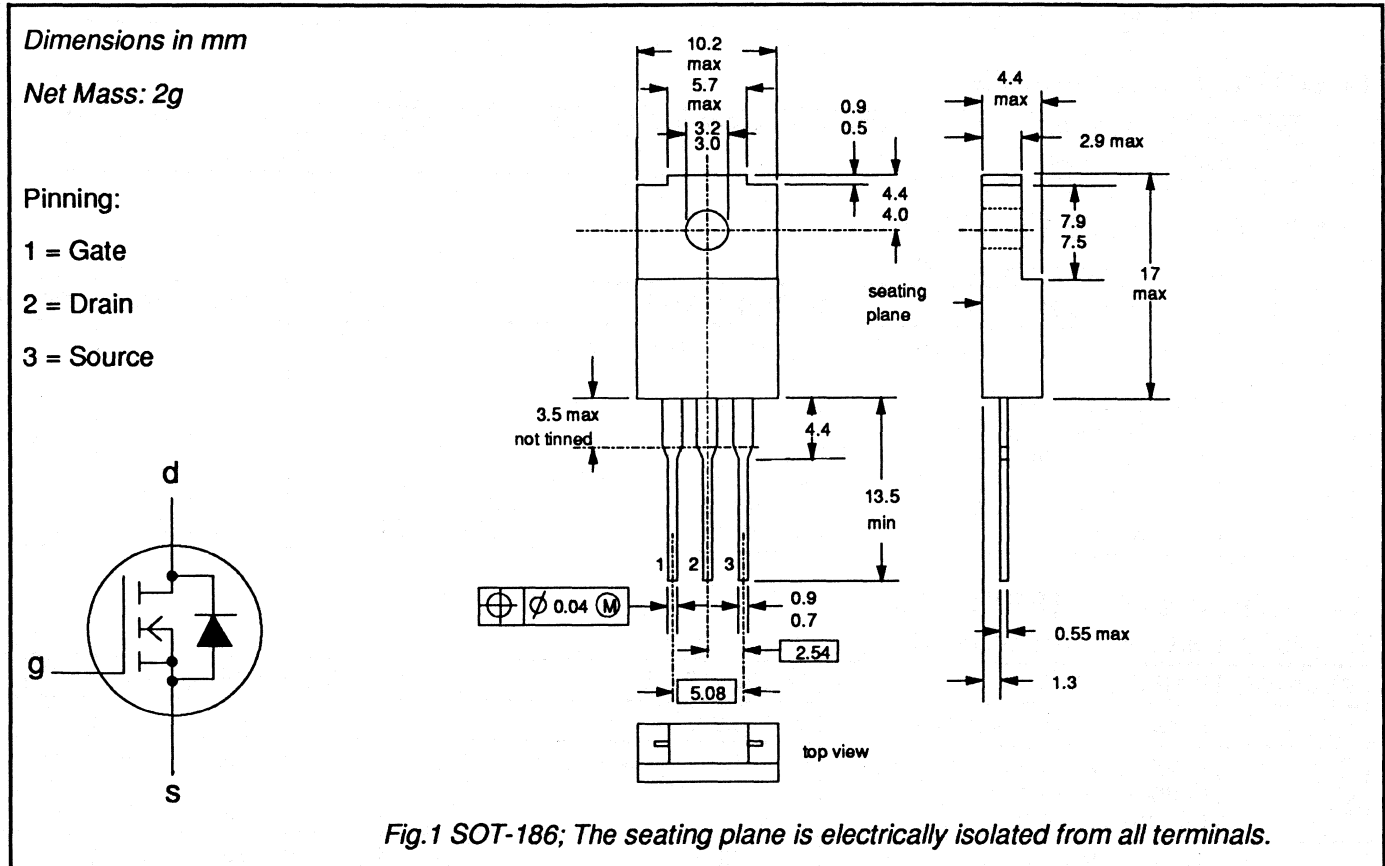 Dimensions in mm
Net Mass: 2g
Pinning:
1 = Gate
2 = Drain
3 = Source
d
g
s
10.2
max
5.7
max
3.2
3.0
0.9
0.5
4.4
4.0
seating
plane
3.5 max
not tinned
4.4
13.5
min
1 2 3
Ø 0.04 M
0.9
0.7
2.54
5.08
top view
4.4
max
2.9 max
7.9
7.5
17
max
0.55 max
1.3
Fig.1 SOT-186; The seating plane is electrically isolated from all terminals.